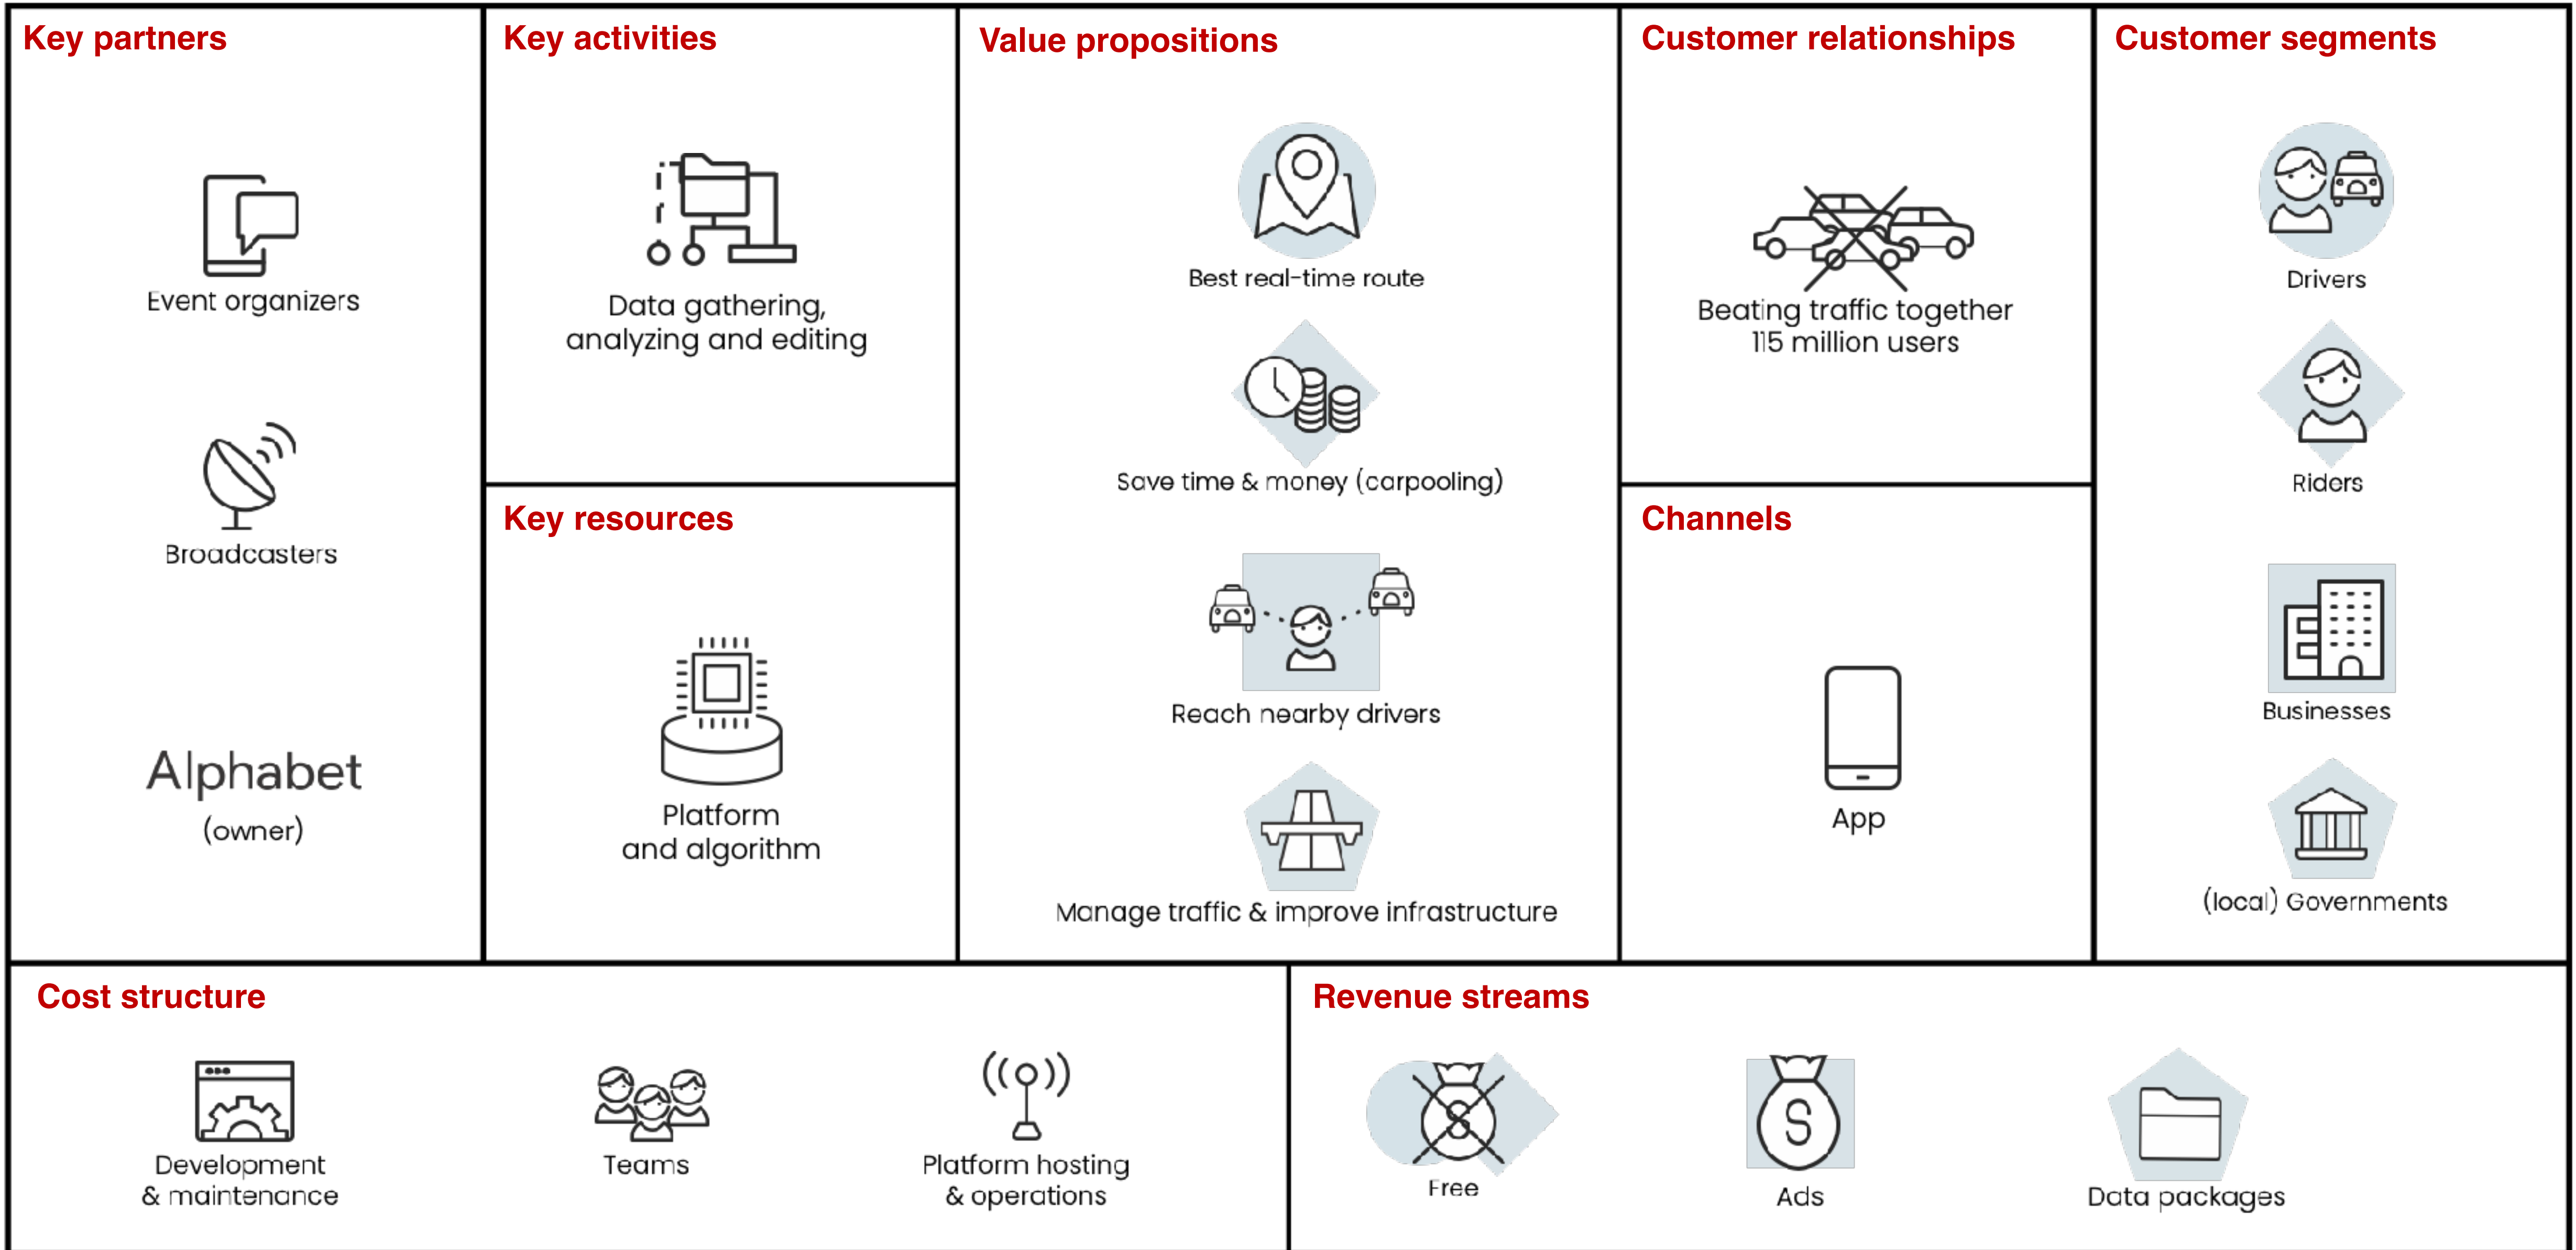 Key partners
Event organizers
Broadcasters
Alphabet
(owner)
Key activities
Data gathering,
analyzing and editing
Key resources
Platform
and algorithm
Value propositions
Best real-time route
Save time & money (carpooling)
Reach nearby drivers
Manage traffic & improve infrastructure
Customer relationships
Beating traffic together
115 million users
Channels
App
Customer segments
Drivers
Riders
Businesses
(local) Governments
Cost structure
Development
& maintenance
Teams
Platform hosting
& operations
Revenue streams
$
Free
S
Ads
Data packages